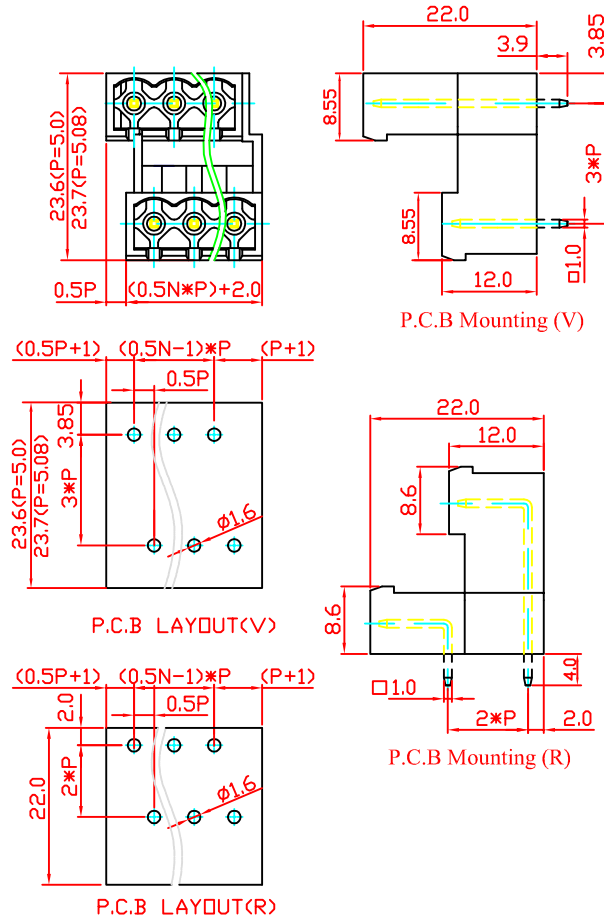 22.0
3.9
3.85
8.55
3*P
23.6(P=5.0)
23.7(P=5.08)
8.55
□1.0
0.5P
(0.5N*P)+2.0
12.0
P.C.B Mounting (V)
(0.5P+1)
(0.5N-1)*P
(P+1)
0.5P
3.85
3*P
23.6(P=5.0)
23.7(P=5.08)
ø1.6
P.C.B LAYOUT(V)
22.0
12.0
8.6
8.6
□1.0
4.0
2*P
2.0
P.C.B Mounting (R)
(0.5P+1)
(0.5N-1)*P
(P+1)
0.5P
2.0
2*P
22.0
ø1.6
P.C.B LAYOUT(R)